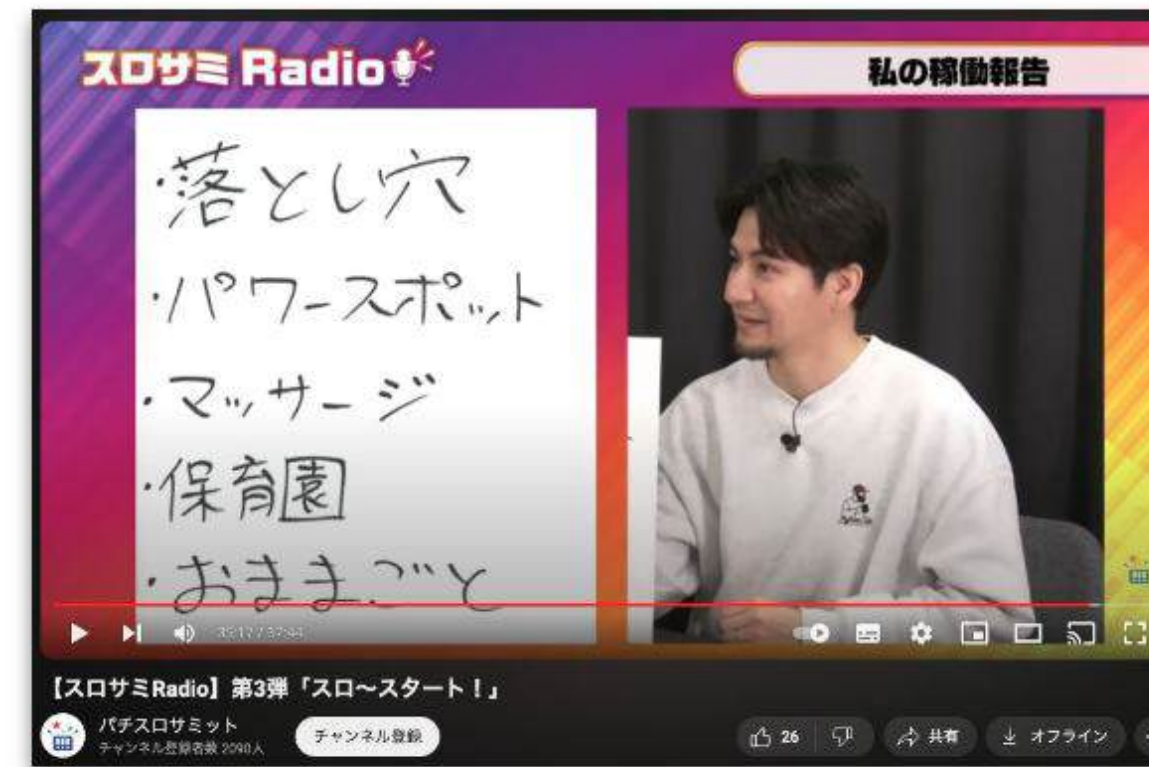 スロサミ Radio
私の稼働報告
・落とし穴
・パワースポット
・マッサージ
・保育園
・おままごと
【スロサミRadio】第3弾「スロ～スタート！」
パチスロサミット
チャンネル登録者数 2090人
チャンネル登録
26
共有
オフライン